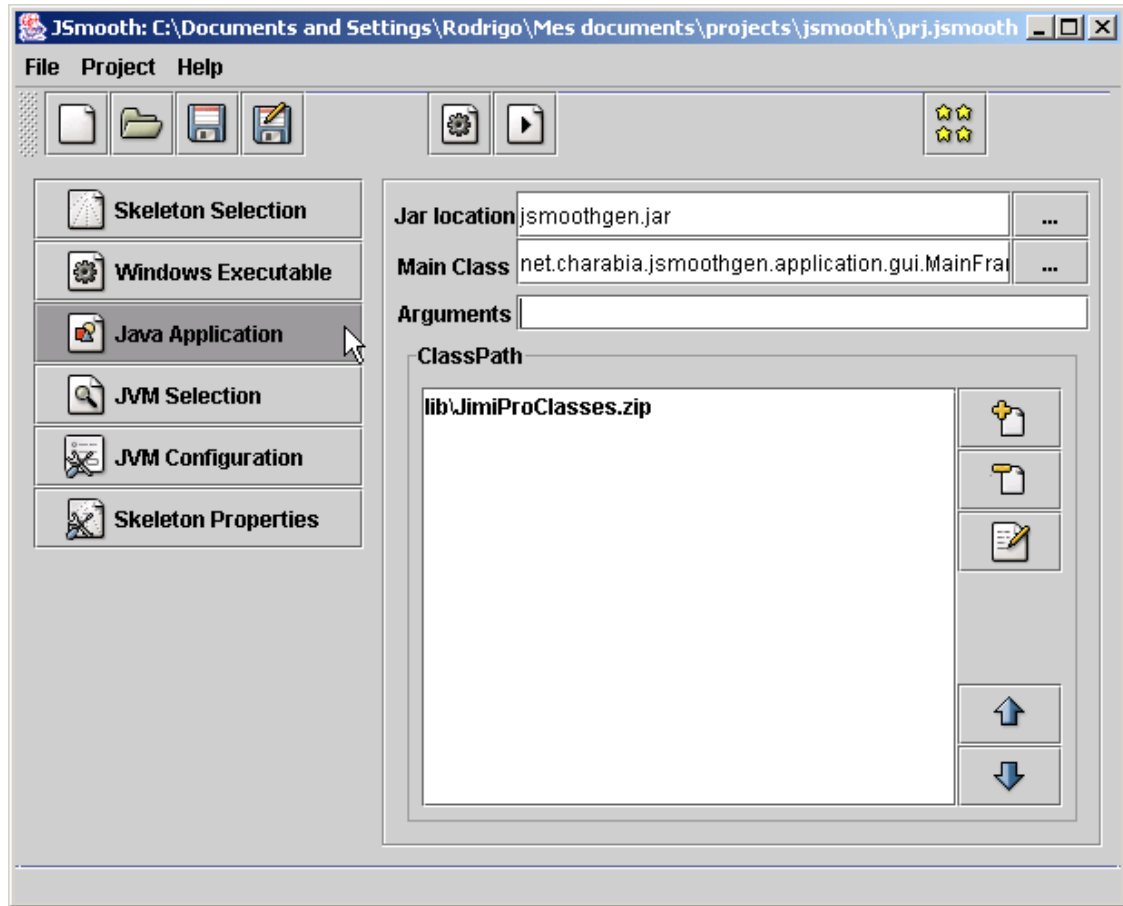 JSmooth: C:\Documents and Settings\Rodrigo\Mes documents\projects\jsmooth\prj.jsmooth
File Project Help
Skeleton Selection
Windows Executable
Java Application
JVM Selection
JVM Configuration
Skeleton Properties
Jar location jsmoothgen.jar ...
Main Class net.charabia.jsmoothgen.application.gui.MainFra ...
Arguments
ClassPath
lib\JimiProClasses.zip